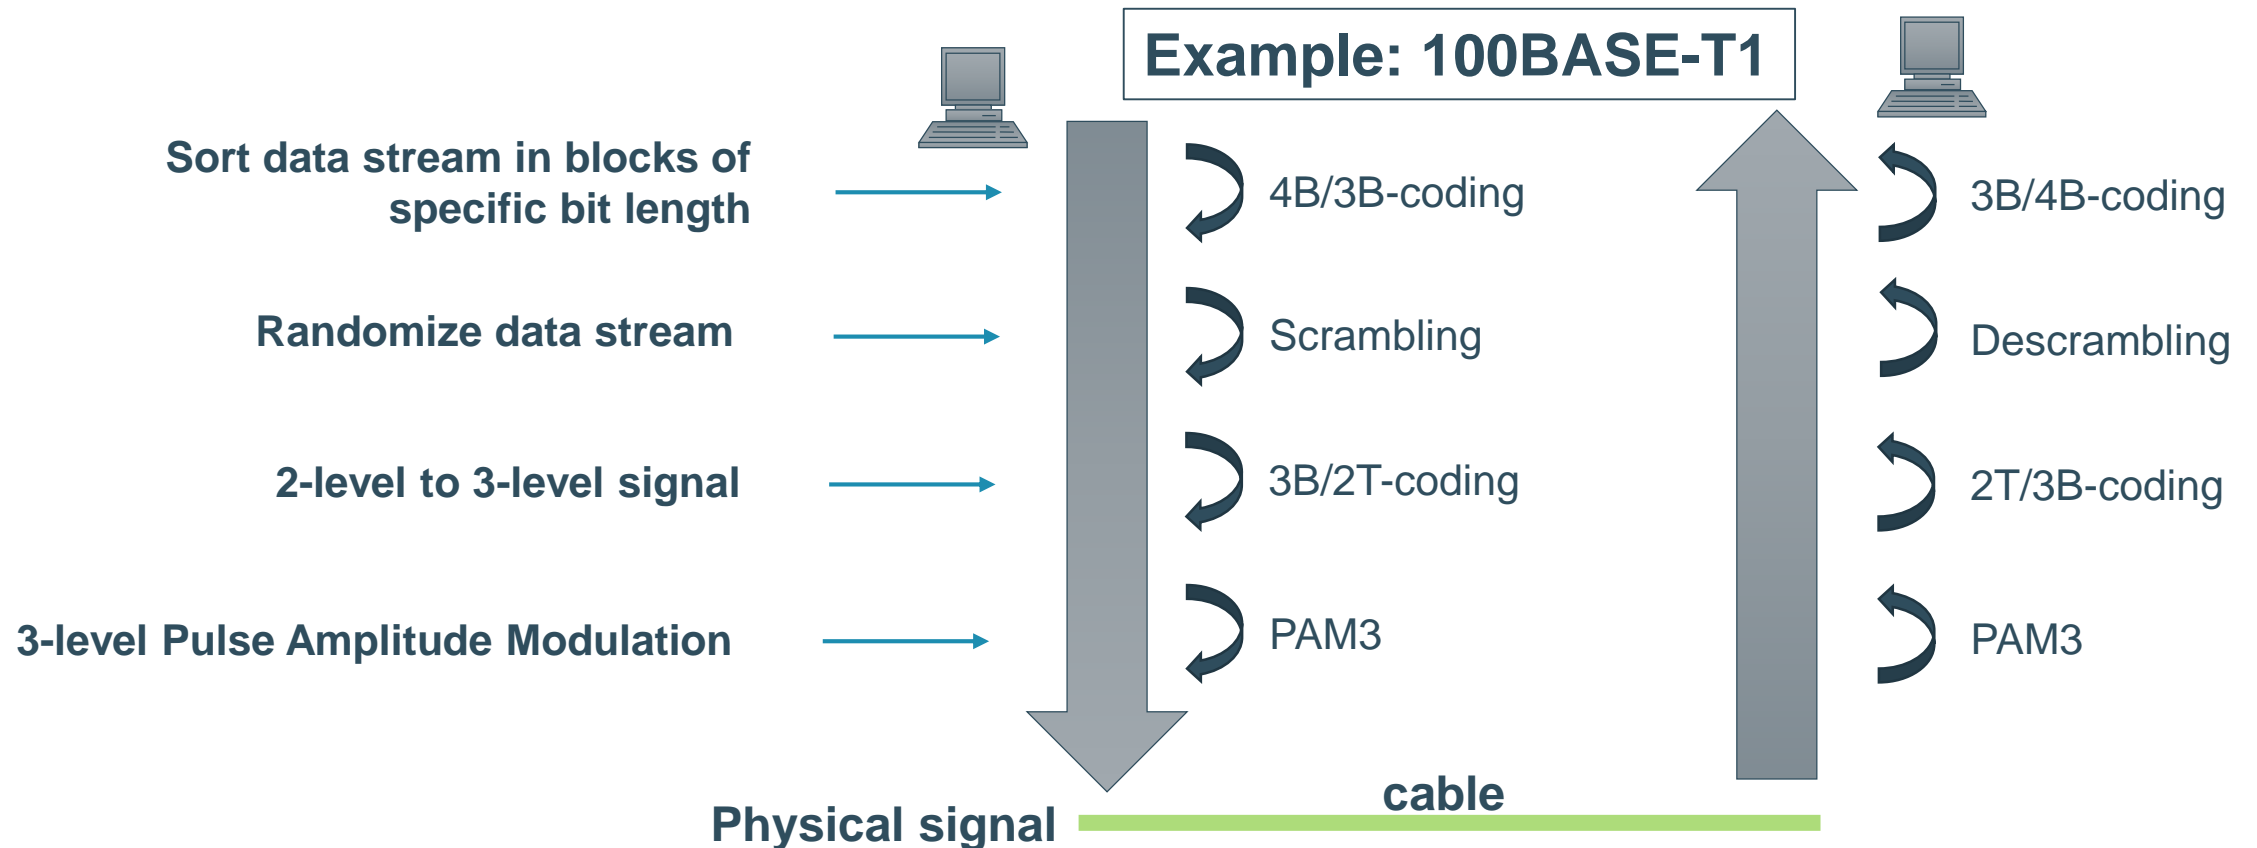 Example: 100BASE-T1
Sort data stream in blocks of
specific bit length
4B/3B-coding
3B/4B-coding
Randomize data stream
Scrambling
Descrambling
2-level to 3-level signal
3B/2T-coding
2T/3B-coding
3-level Pulse Amplitude Modulation
PAM3
PAM3
cable
Physical signal